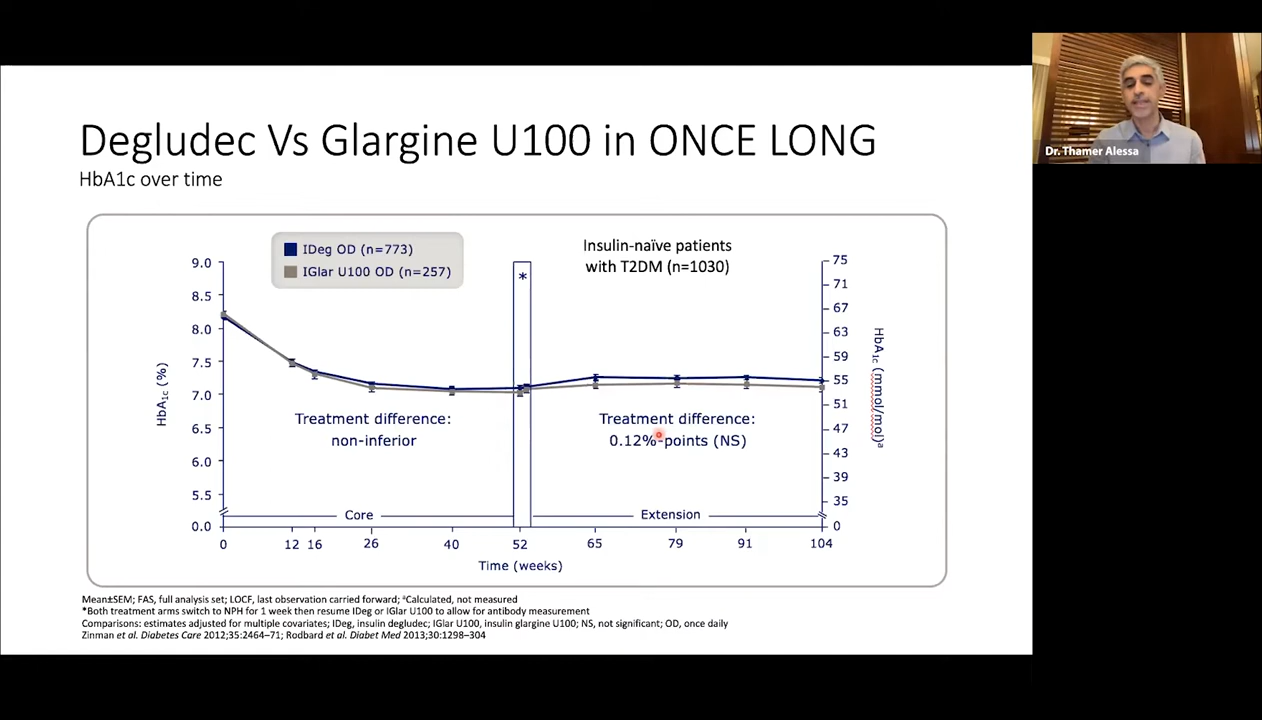 Degludec Vs Glargine U100 in ONCE LONG
HbA1c over time
Dr. Thamer Alessa
IDeg OD (n=773)
IGlar U100 OD (n=257)
Insulin-naïve patients
with T2DM (n=1030)
*
9.0
8.5
8.0
7.5
7.0
6.5
6.0
5.5
0.0
HbA1c (%)
75
71
67
63
59
55
51
47
43
39
35
0
HbA1c (mmol/mol)a
Treatment difference:
non-inferior
Treatment difference:
0.12%-points (NS)
Core
Extension
0 12 16 26 40 52 65 79 91 104
Time (weeks)
Mean±SEM; FAS, full analysis set; LOCF, last observation carried forward; aCalculated, not measured
*Both treatment arms switch to NPH for 1 week then resume IDeg or IGlar U100 to allow for antibody measurement
Comparisons: estimates adjusted for multiple covariates; IDeg, insulin degludec; IGlar U100, insulin glargine U100; NS, not significant; OD, once daily
Zinman et al. Diabetes Care 2012;35:2464–71; Rodbard et al. Diabet Med 2013;30:1298–304